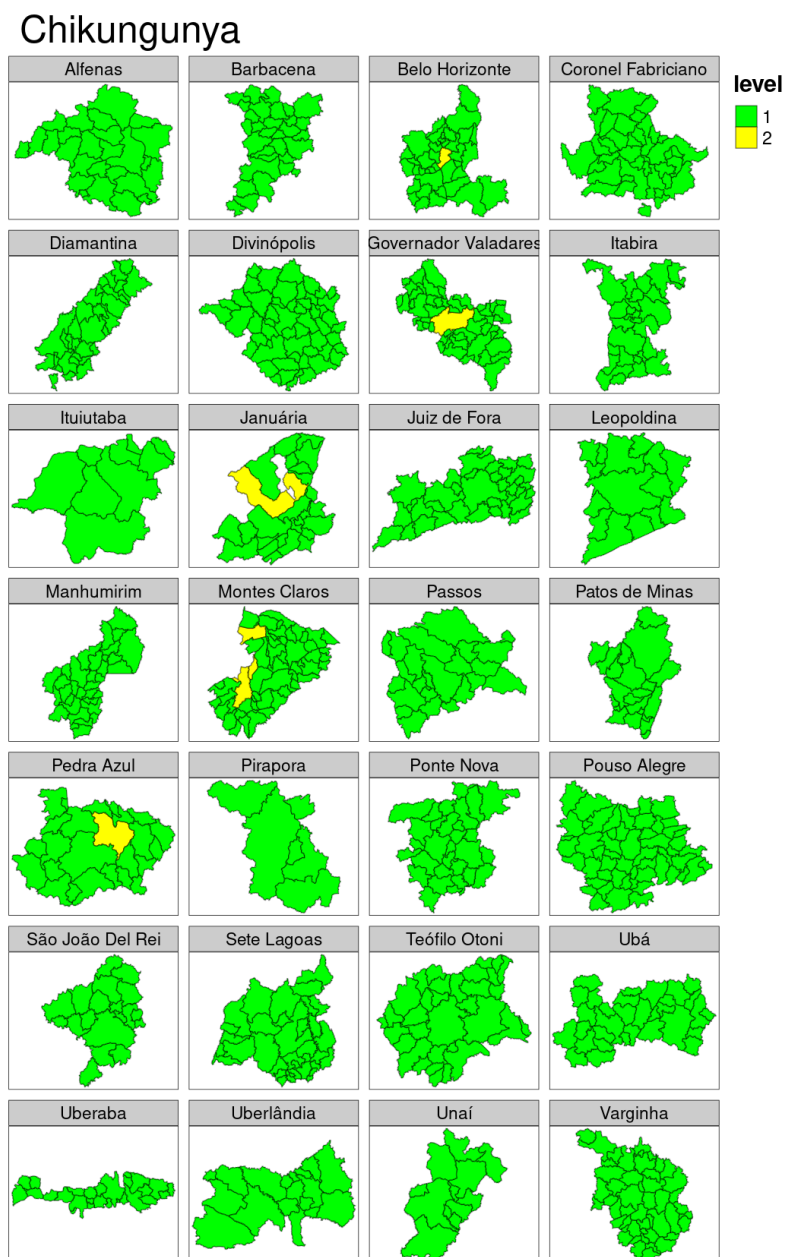 Chikungunya
Alfenas
Barbacena
Belo Horizonte
Coronel Fabriciano
level
1
2
Diamantina
Divinópolis
Governador Valadares
Itabira
Ituiutaba
Januária
Juiz de Fora
Leopoldina
Manhumirim
Montes Claros
Passos
Patos de Minas
Pedra Azul
Pirapora
Ponte Nova
Pouso Alegre
São João Del Rei
Sete Lagoas
Teófilo Otoni
Ubá
Uberaba
Uberlândia
Unaí
Varginha